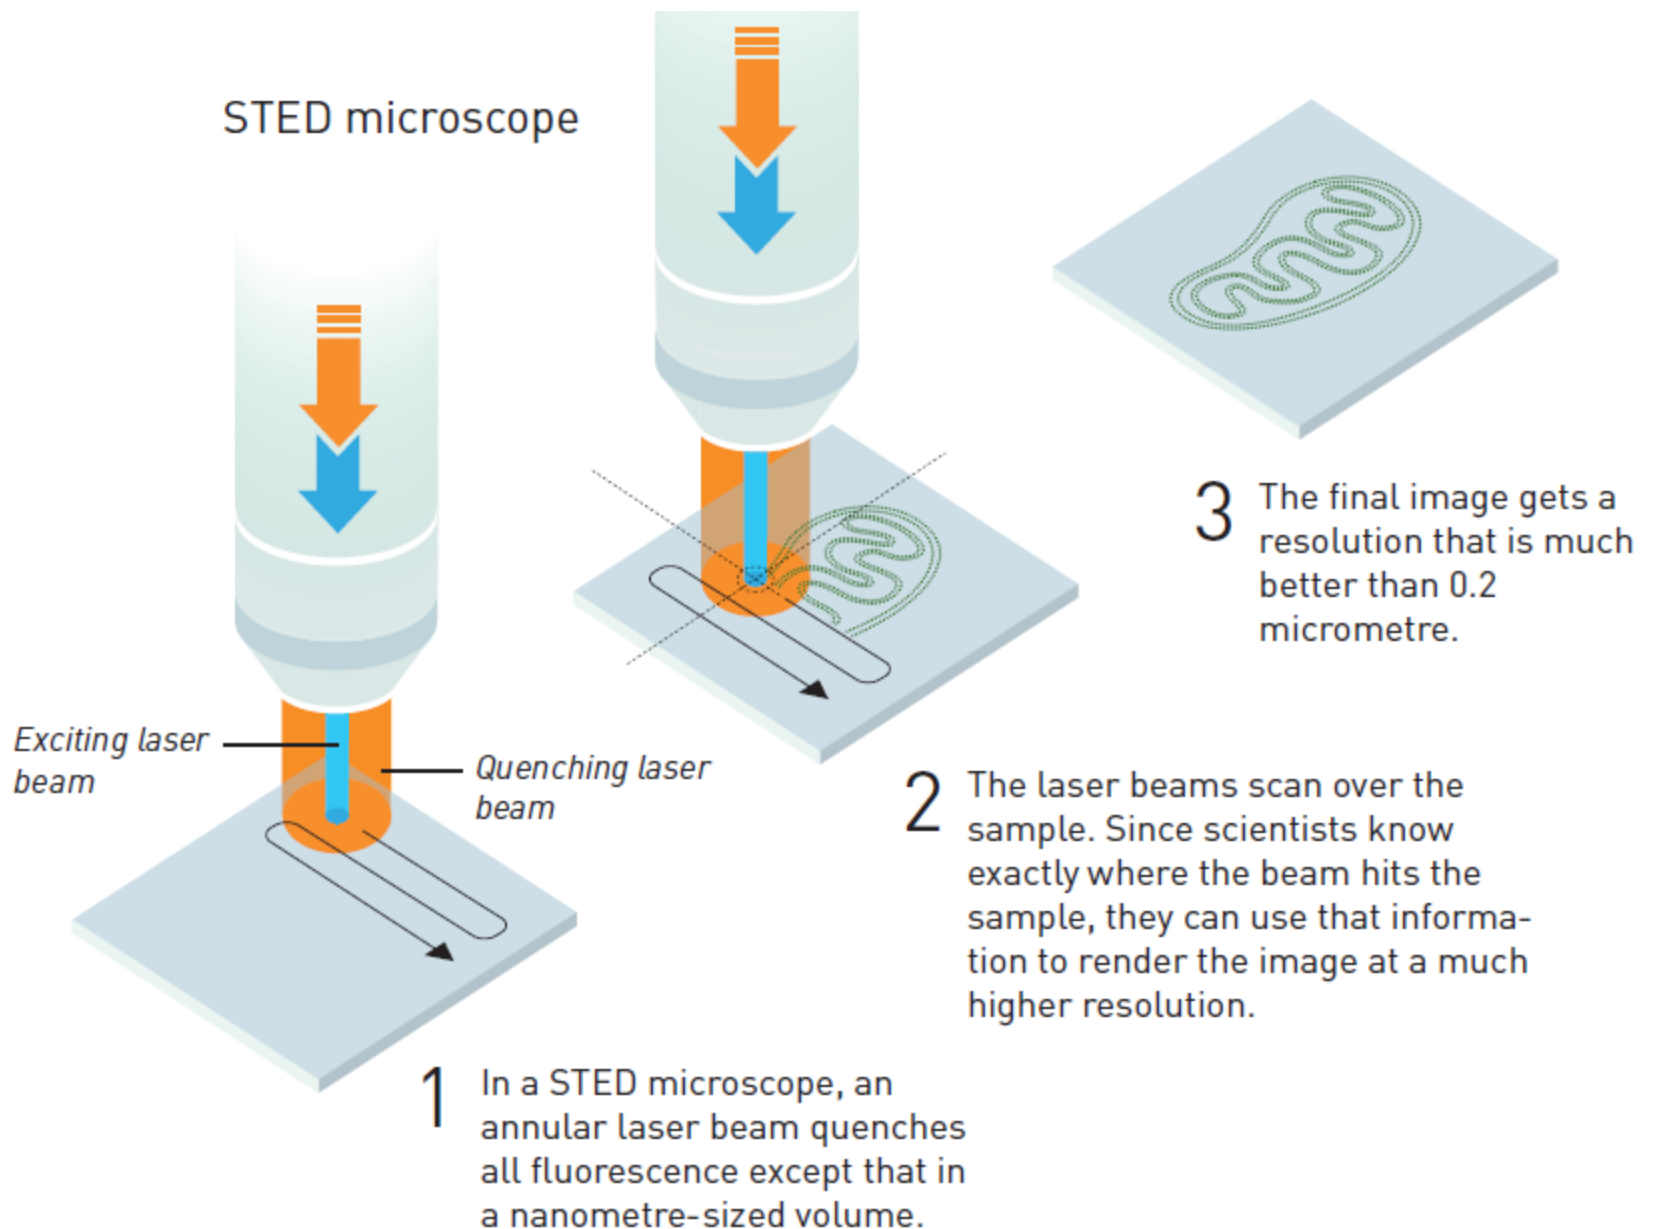 STED microscope
Exciting laser
beam
Quenching laser
beam
1
In a STED microscope, an
annular laser beam quenches
all fluorescence except that in
a nanometre-sized volume.
2
The laser beams scan over the
sample. Since scientists know
exactly where the beam hits the
sample, they can use that informa-
tion to render the image at a much
higher resolution.
3
The final image gets a
resolution that is much
better than 0.2
micrometre.